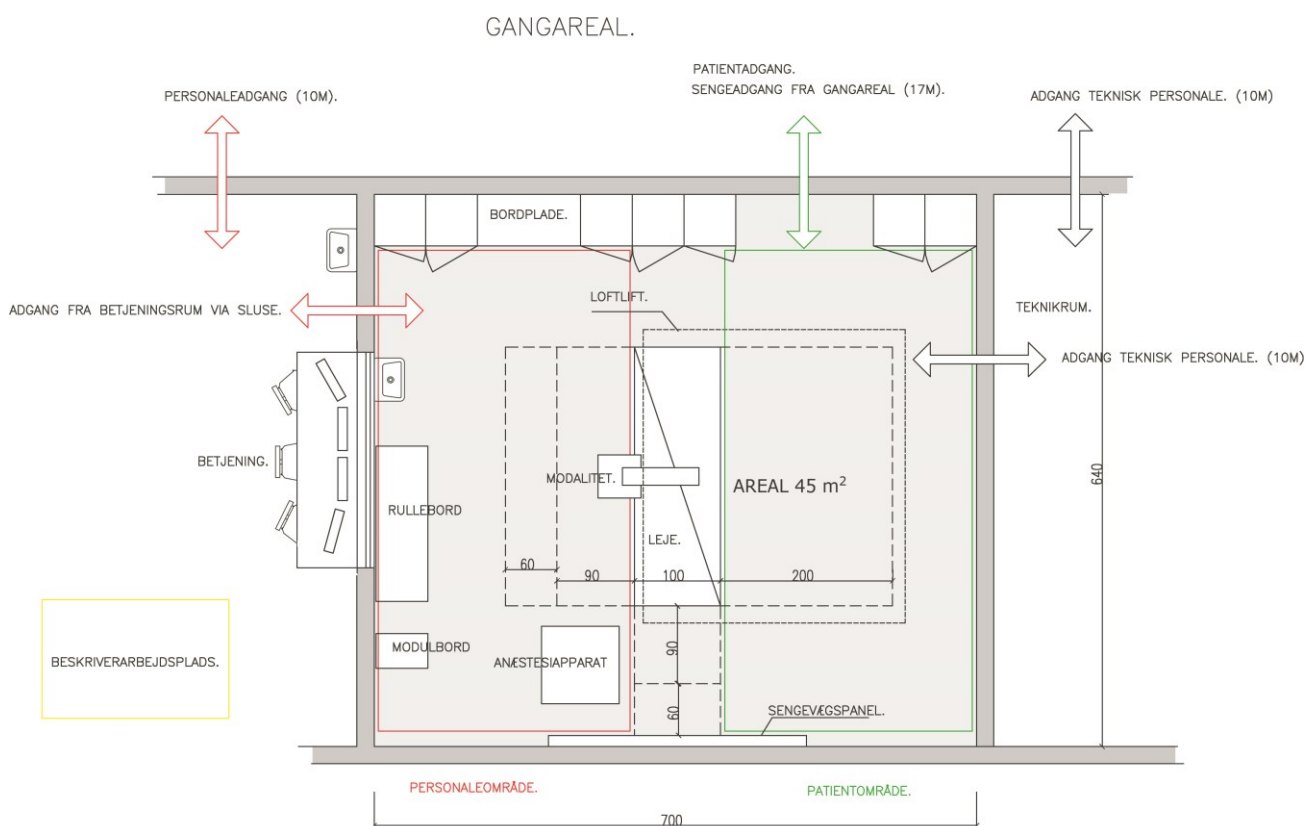 GANGAREAL.
PERSONALEADGANG (10M).
PATIENTADGANG.
SENGEADGANG FRA GANGAREAL (17M).
ADGANG TEKNISK PERSONALE. (10M)
BORDPLADE.
LOFTLIFT.
ADGANG FRA BETJENINGSRUM VIA SLUSE.
TEKNIKRUM.
ADGANG TEKNISK PERSONALE. (10M)
BETJENING.
MODALITET.
AREAL 45 m²
640
RULLEBORD
LEJE.
60
90
100
200
MODULBORD
ANÆSTESIAPPARAT
90
BESKRIVERARBEJDSPLADS.
60
SENGEVÆGSPANEL.
PERSONALEOMRÅDE.
PATIENTOMRÅDE.
700